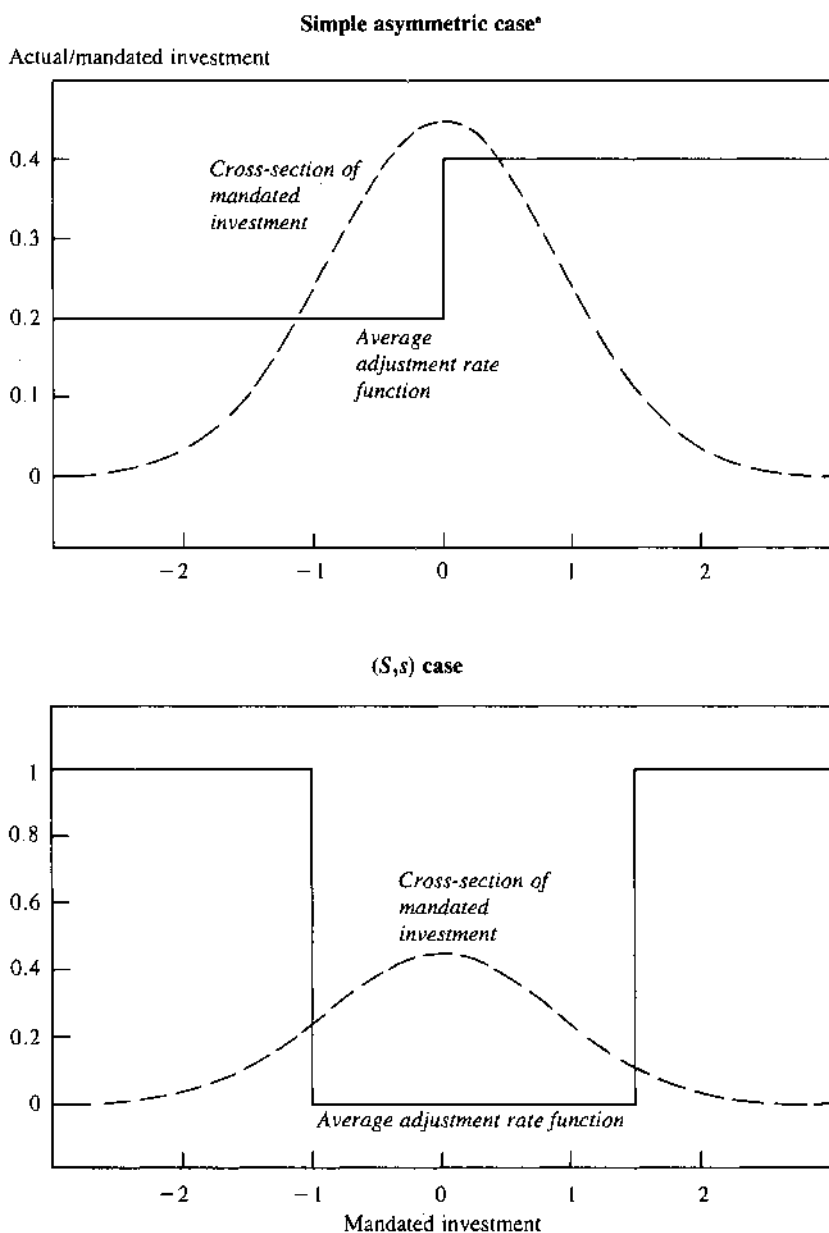 Simple asymmetric caseª
Actual/mandated investment
0.4
Cross-section of
mandated
investment
0.3
0.2
Average
adjustment rate
function
0.1
0
−2 −1 0 1 2
(S,s) case
1
0.8
Cross-section of
mandated
investment
0.6
0.4
0.2
0
Average adjustment rate function
−2 −1 0 1 2
Mandated investment